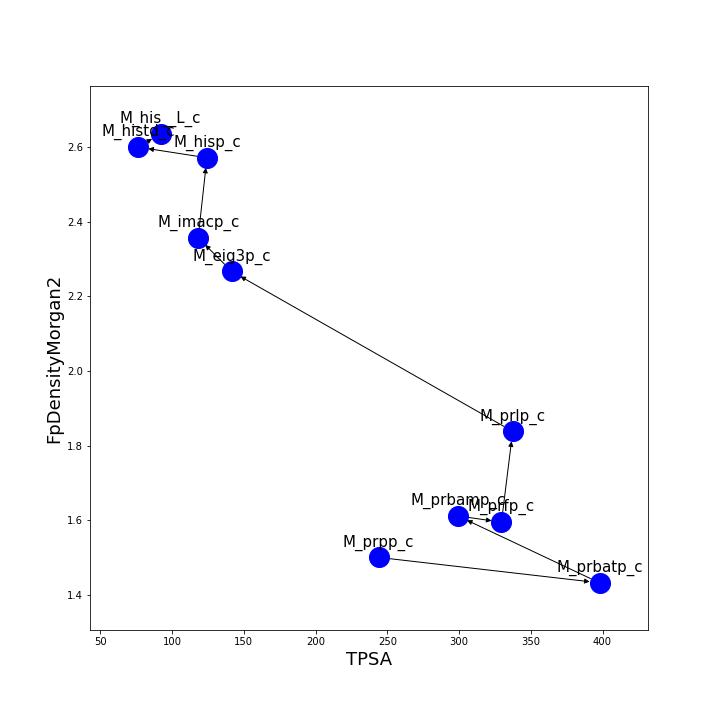 M_his__L_c
M_histd_c
M_hisp_c
M_imacp_c
M_eig3p_c
M_prlp_c
M_prbamp_c
M_prfp_c
M_prpp_c
M_prbatp_c
2.6
2.4
2.2
2.0
1.8
1.6
1.4
FpDensityMorgan2
50 100 150 200 250 300 350 400
TPSA